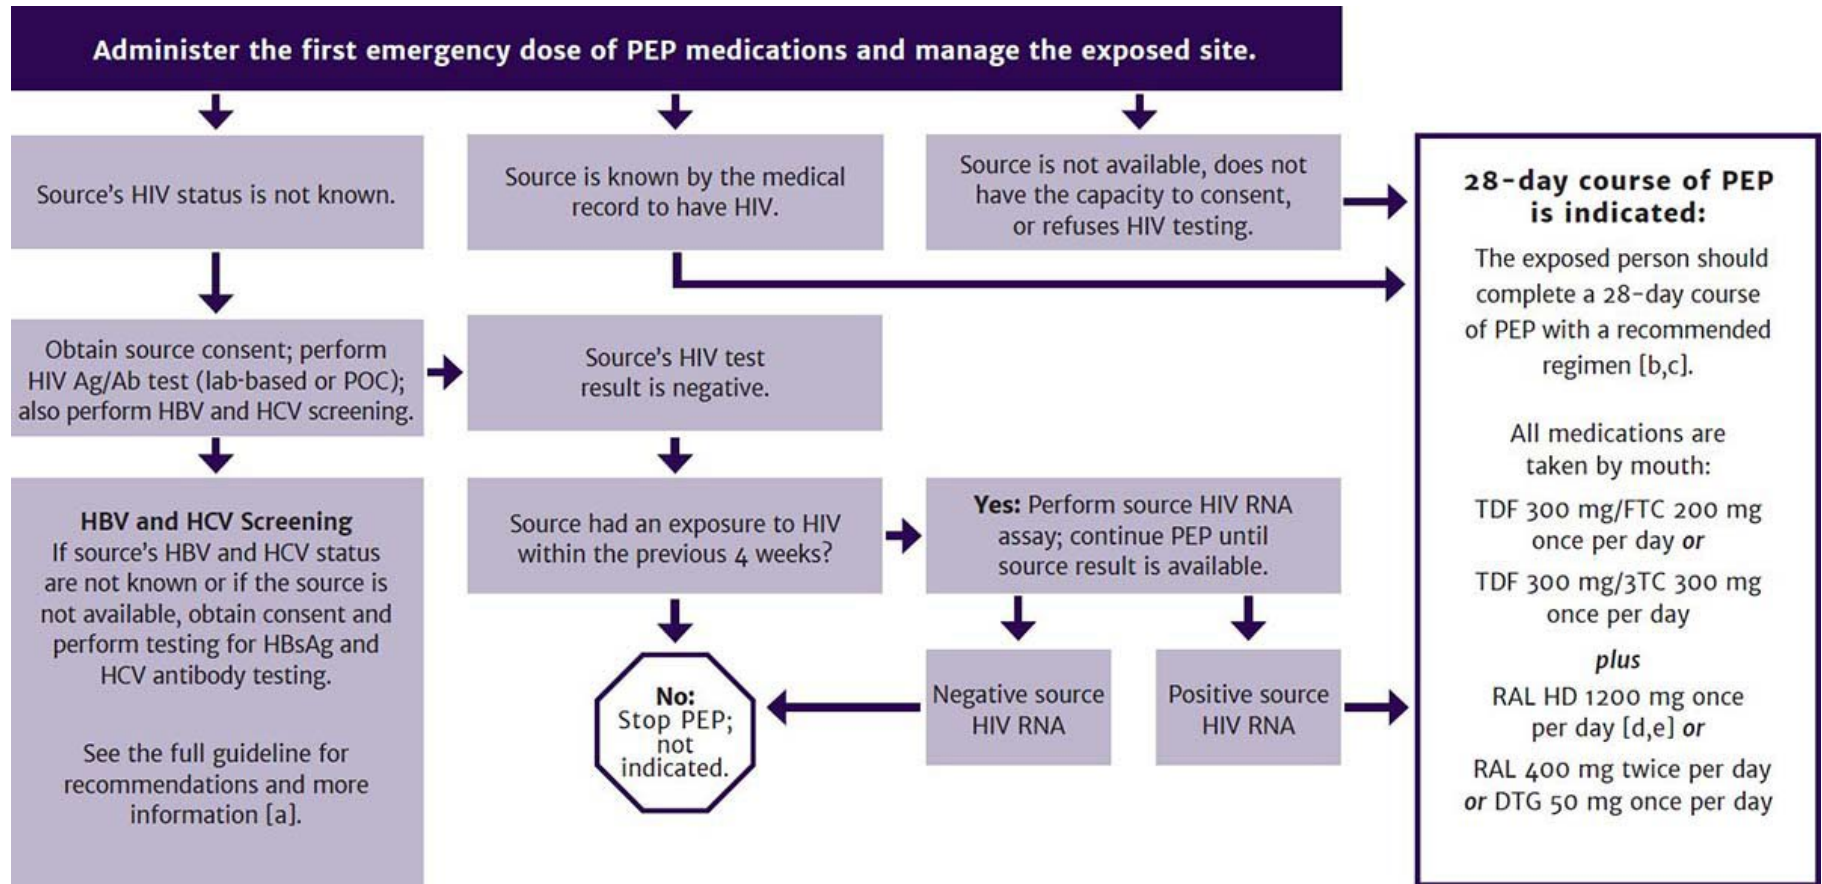 Administer the first emergency dose of PEP medications and manage the exposed site.
Source's HIV status is not known.
Source is known by the medical
record to have HIV.
Source is not available, does not
have the capacity to consent,
or refuses HIV testing.
Obtain source consent; perform
HIV Ag/Ab test (lab-based or POC);
also perform HBV and HCV screening.
Source's HIV test
result is negative.
HBV and HCV Screening
If source's HBV and HCV status
are not known or if the source is
not available, obtain consent and
perform testing for HBsAg and
HCV antibody testing.
See the full guideline for
recommendations and more
information [a].
Source had an exposure to HIV
within the previous 4 weeks?
Yes: Perform source HIV RNA
assay; continue PEP until
source result is available.
No:
Stop PEP;
not
indicated.
Negative source
HIV RNA
Positive source
HIV RNA
28-day course of PEP
is indicated:
The exposed person should
complete a 28-day course
of PEP with a recommended
regimen [b,c].
All medications are
taken by mouth:
TDF 300 mg/FTC 200 mg
once per day or
TDF 300 mg/3TC 300 mg
once per day
plus
RAL HD 1200 mg once
per day [d,e] or
RAL 400 mg twice per day
or DTG 50 mg once per day